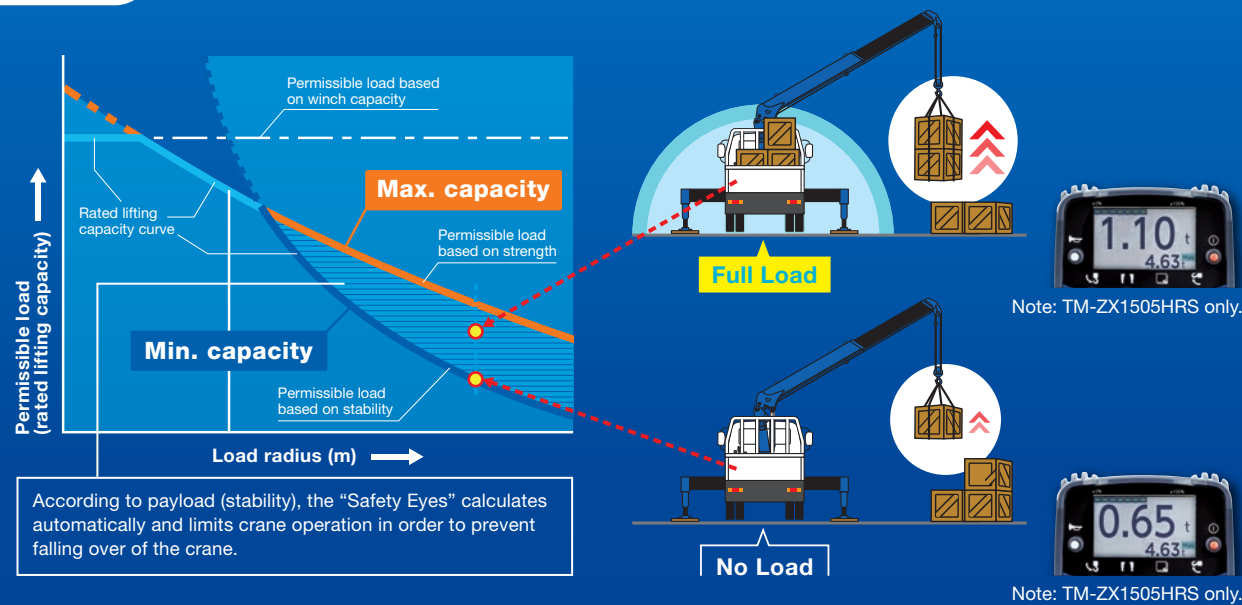 Permissible load based
on winch capacity
Max. capacity
Rated lifting
capacity curve
Permissible load
based on strength
Min. capacity
Permissible load
based on stability
Permissible load
(rated lifting capacity)
Load radius (m)
According to payload (stability), the “Safety Eyes” calculates
automatically and limits crane operation in order to prevent
falling over of the crane.
Full Load
1.10 t
4.63
Note: TM-ZX1505HRS only.
No Load
0.65 t
4.63
Note: TM-ZX1505HRS only.